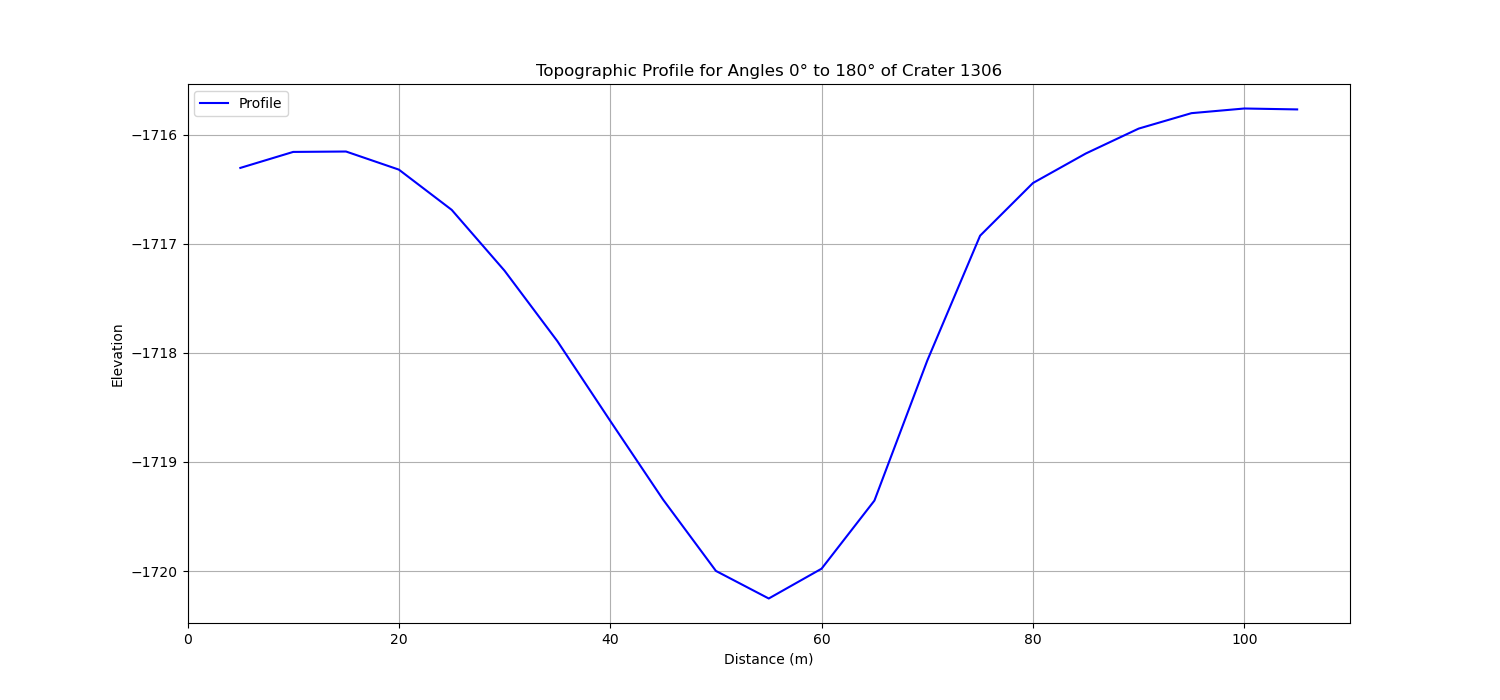 Topographic Profile for Angles 0° to 180° of Crater 1306
Profile
−1716
−1717
−1718
−1719
−1720
Elevation
0 20 40 60 80 100
Distance (m)